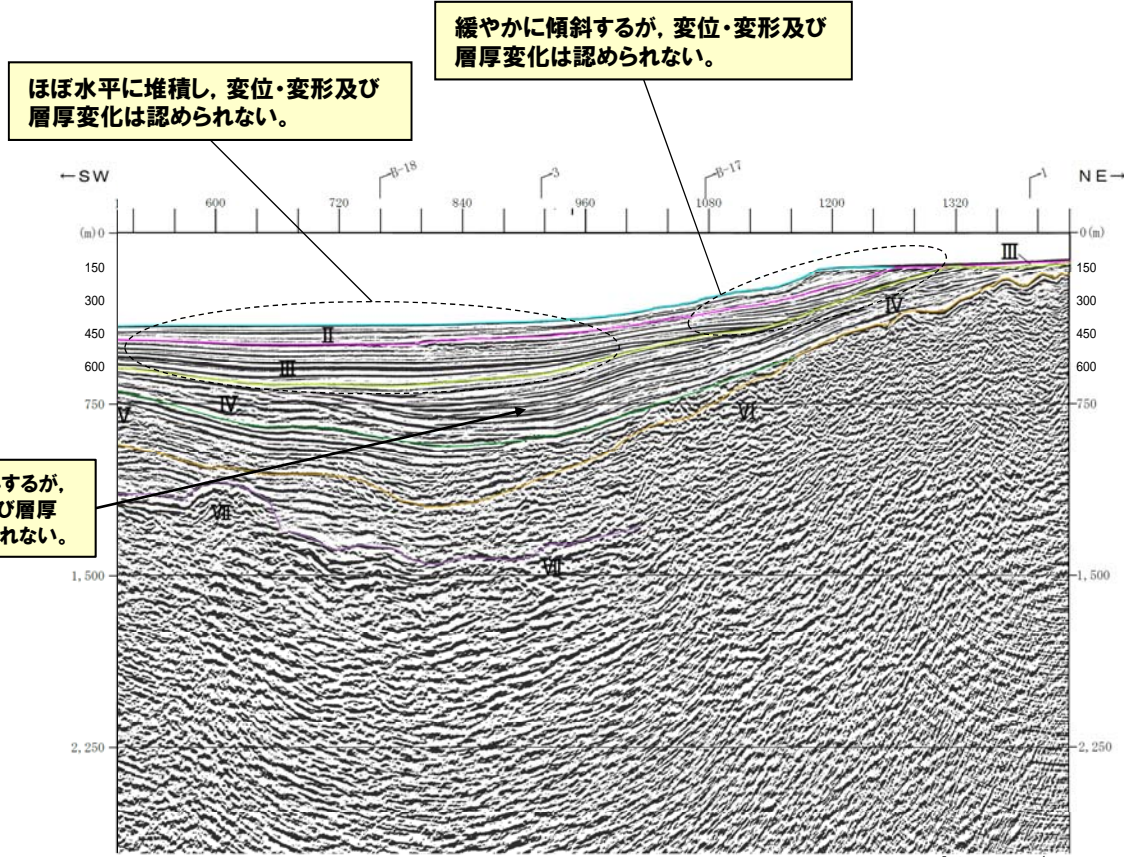 緩やかに傾斜するが，変位・変形及び
層厚変化は認められない。
ほぼ水平に堆積し，変位・変形及び
層厚変化は認められない。
←SW
B-18
3
B-17
1
NE→
600
720
840
960
1080
1200
1320
(m) 0
0 (m)
150
300
450
600
750
1,500
2,250
150
300
450
600
750
1,500
2,250
Ⅲ
Ⅱ
Ⅳ
Ⅲ
Ⅳ
Ⅴ
Ⅵ
Ⅶ
Ⅶ
するが，
び層厚
れない。